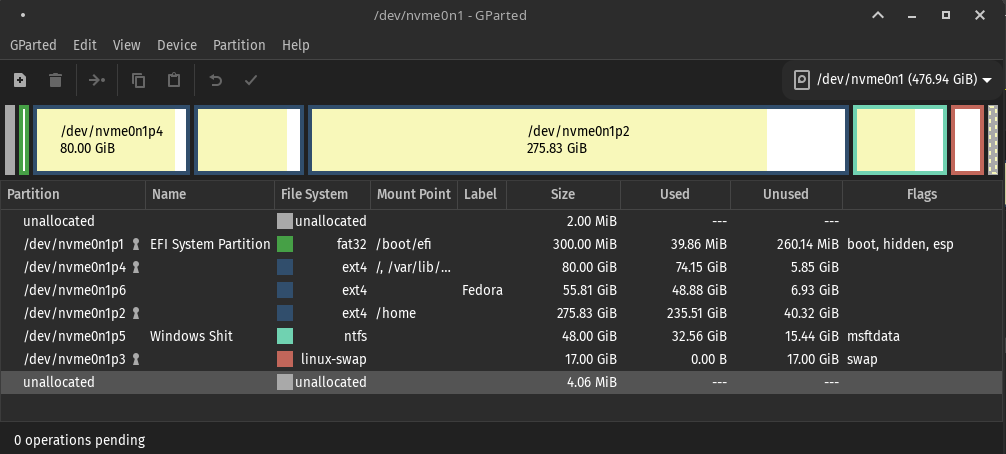 /dev/nvme0n1 - GParted
GParted Edit View Device Partition Help
/dev/nvme0n1 (476.94 GiB)
/dev/nvme0n1p4
80.00 GiB
/dev/nvme0n1p2
275.83 GiB
Partition Name File System Mount Point Label Size Used Unused Flags
unallocated unallocated 2.00 MiB --- ---
/dev/nvme0n1p1 EFI System Partition fat32 /boot/efi 300.00 MiB 39.86 MiB 260.14 MiB boot, hidden, esp
/dev/nvme0n1p4 ext4 /, /var/lib/... 80.00 GiB 74.15 GiB 5.85 GiB
/dev/nvme0n1p6 ext4 Fedora 55.81 GiB 48.88 GiB 6.93 GiB
/dev/nvme0n1p2 ext4 /home 275.83 GiB 235.51 GiB 40.32 GiB
/dev/nvme0n1p5 Windows Shit ntfs 48.00 GiB 32.56 GiB 15.44 GiB msftdata
/dev/nvme0n1p3 linux-swap 17.00 GiB 0.00 B 17.00 GiB swap
unallocated unallocated 4.06 MiB --- ---
0 operations pending